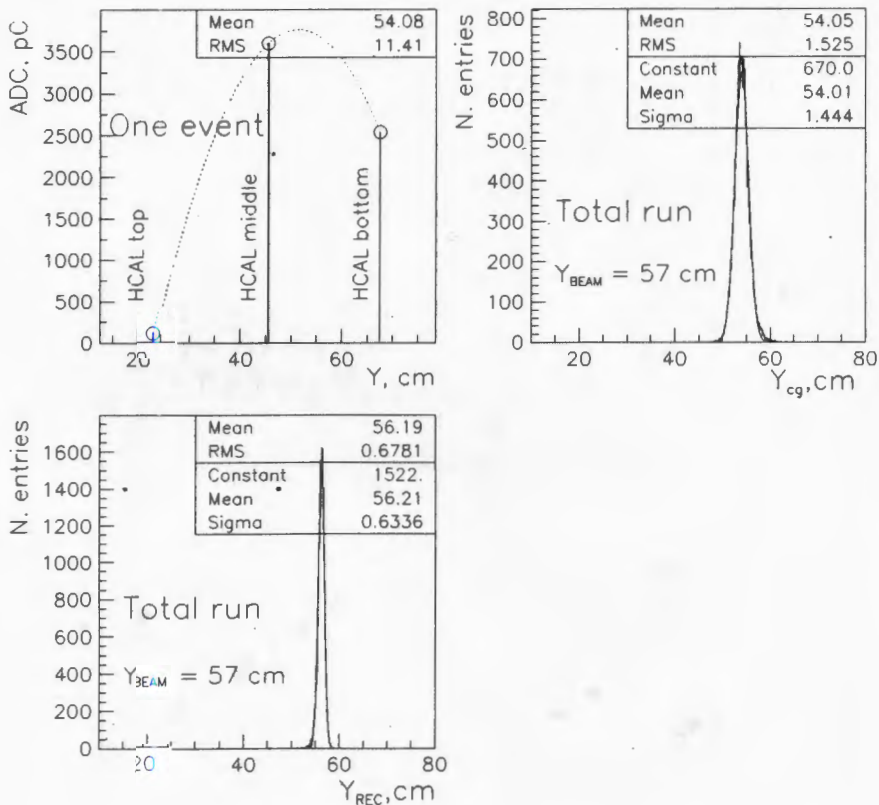 Mean 54.08
RMS 11.41
ADC, pC
3500
3000
2500
2000
1500
1000
500
0
One event
HCAL top
HCAL middle
HCAL bottom
20 40 60
Y, cm
Mean 54.05
RMS 1.525
Constant 670.0
Mean 54.01
Sigma 1.444
N. entries
800
700
600
500
400
300
200
100
0
Total run
Y_BEAM = 57 cm
20 40 60 80
Y_cg, cm
Mean 56.19
RMS 0.6781
Constant 1522.
Mean 56.21
Sigma 0.6336
N. entries
1600
1400
1200
1000
800
600
400
200
0
Total run
Y_BEAM = 57 cm
20 40 60 80
Y_REC, cm